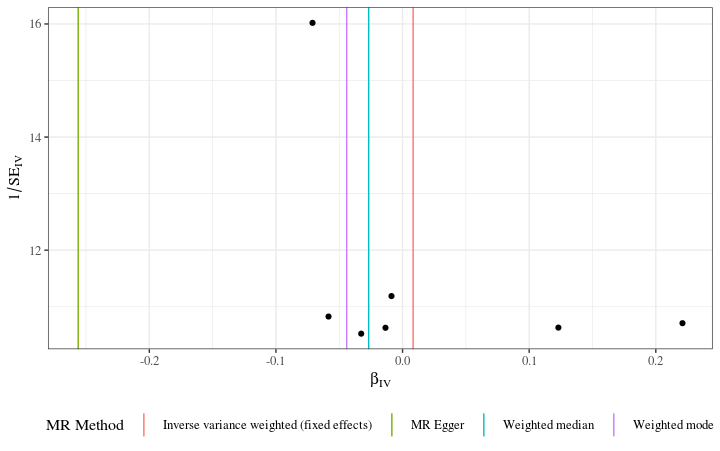 16
14
12
1/SE_IV
-0.2 -0.1 0.0 0.1 0.2
β_IV
MR Method Inverse variance weighted (fixed effects) MR Egger Weighted median Weighted mode